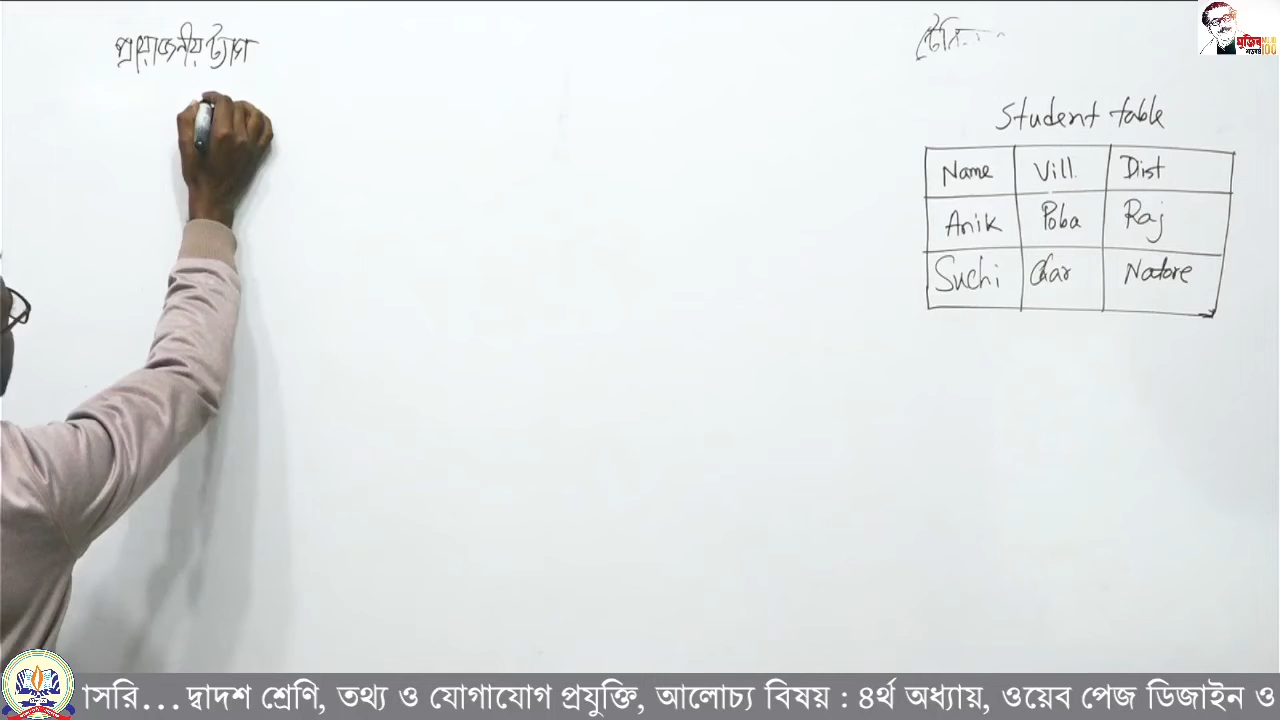 প্রয়োজনীয় ট্যাগ
Student table
Name Vill. Dist
Anik Poba Raj
Suchi Char Natore
মুজিব
100
াসরি... দ্বাদশ শ্রেণি, তথ্য ও যোগাযোগ প্রযুক্তি, আলোচ্য বিষয় : ৪র্থ অধ্যায়, ওয়েব পেজ ডিজাইন ও